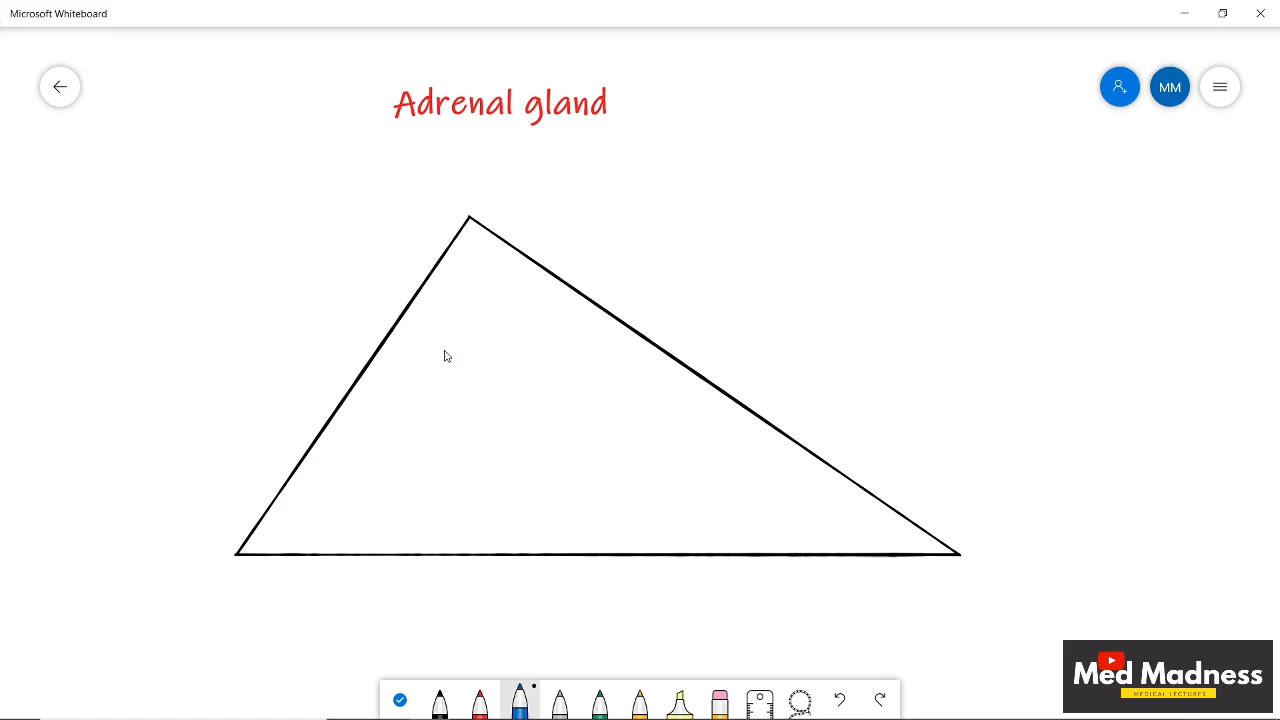 Microsoft Whiteboard
Adrenal gland
MM
Med Madness
MEDICAL LECTURES